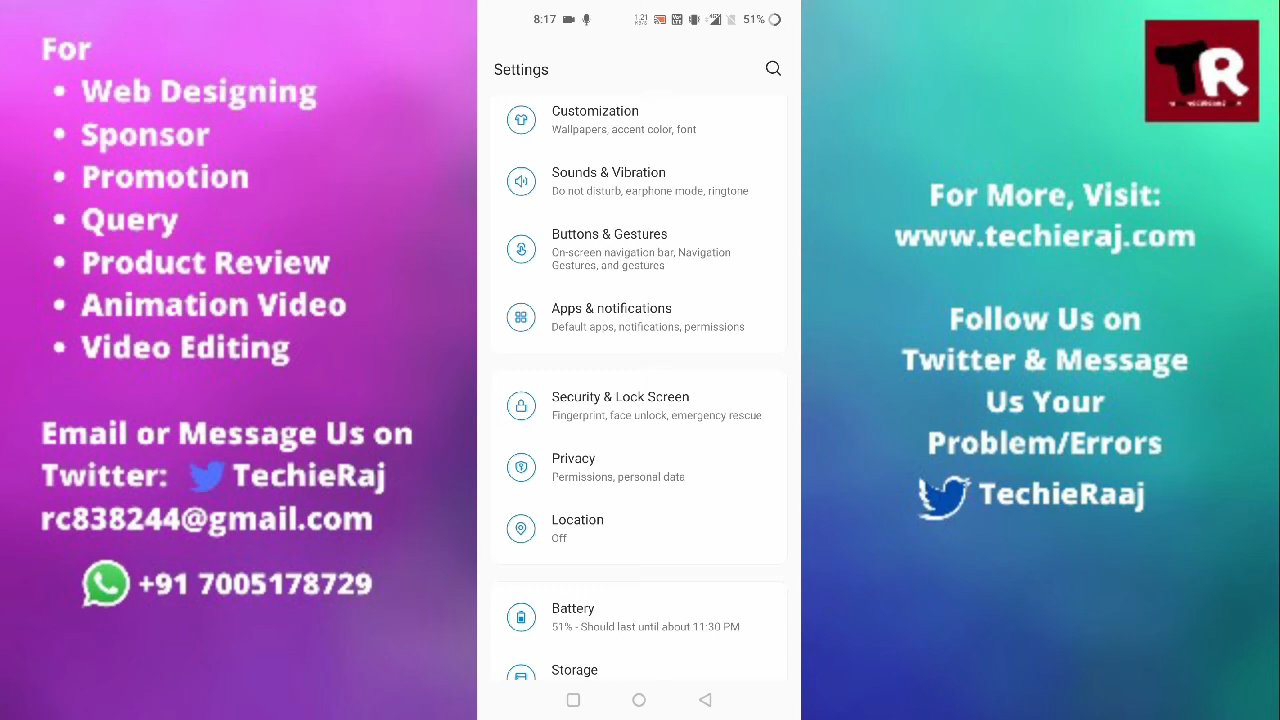 For
• Web Designing
• Sponsor
• Promotion
• Query
• Product Review
• Animation Video
• Video Editing
Email or Message Us on
Twitter: TechieRaj
rc838244@gmail.com
+91 7005178729
8:17
51%
Settings
Customization
Wallpapers, accent color, font
Sounds & Vibration
Do not disturb, earphone mode, ringtone
Buttons & Gestures
On-screen navigation bar, Navigation
Gestures, and gestures
Apps & notifications
Default apps, notifications, permissions
Security & Lock Screen
Fingerprint, face unlock, emergency rescue
Privacy
Permissions, personal data
Location
Off
Battery
51% - Should last until about 11:30 PM
Storage
TR
For More, Visit:
www.techieraj.com
Follow Us on
Twitter & Message
Us Your
Problem/Errors
TechieRaaj